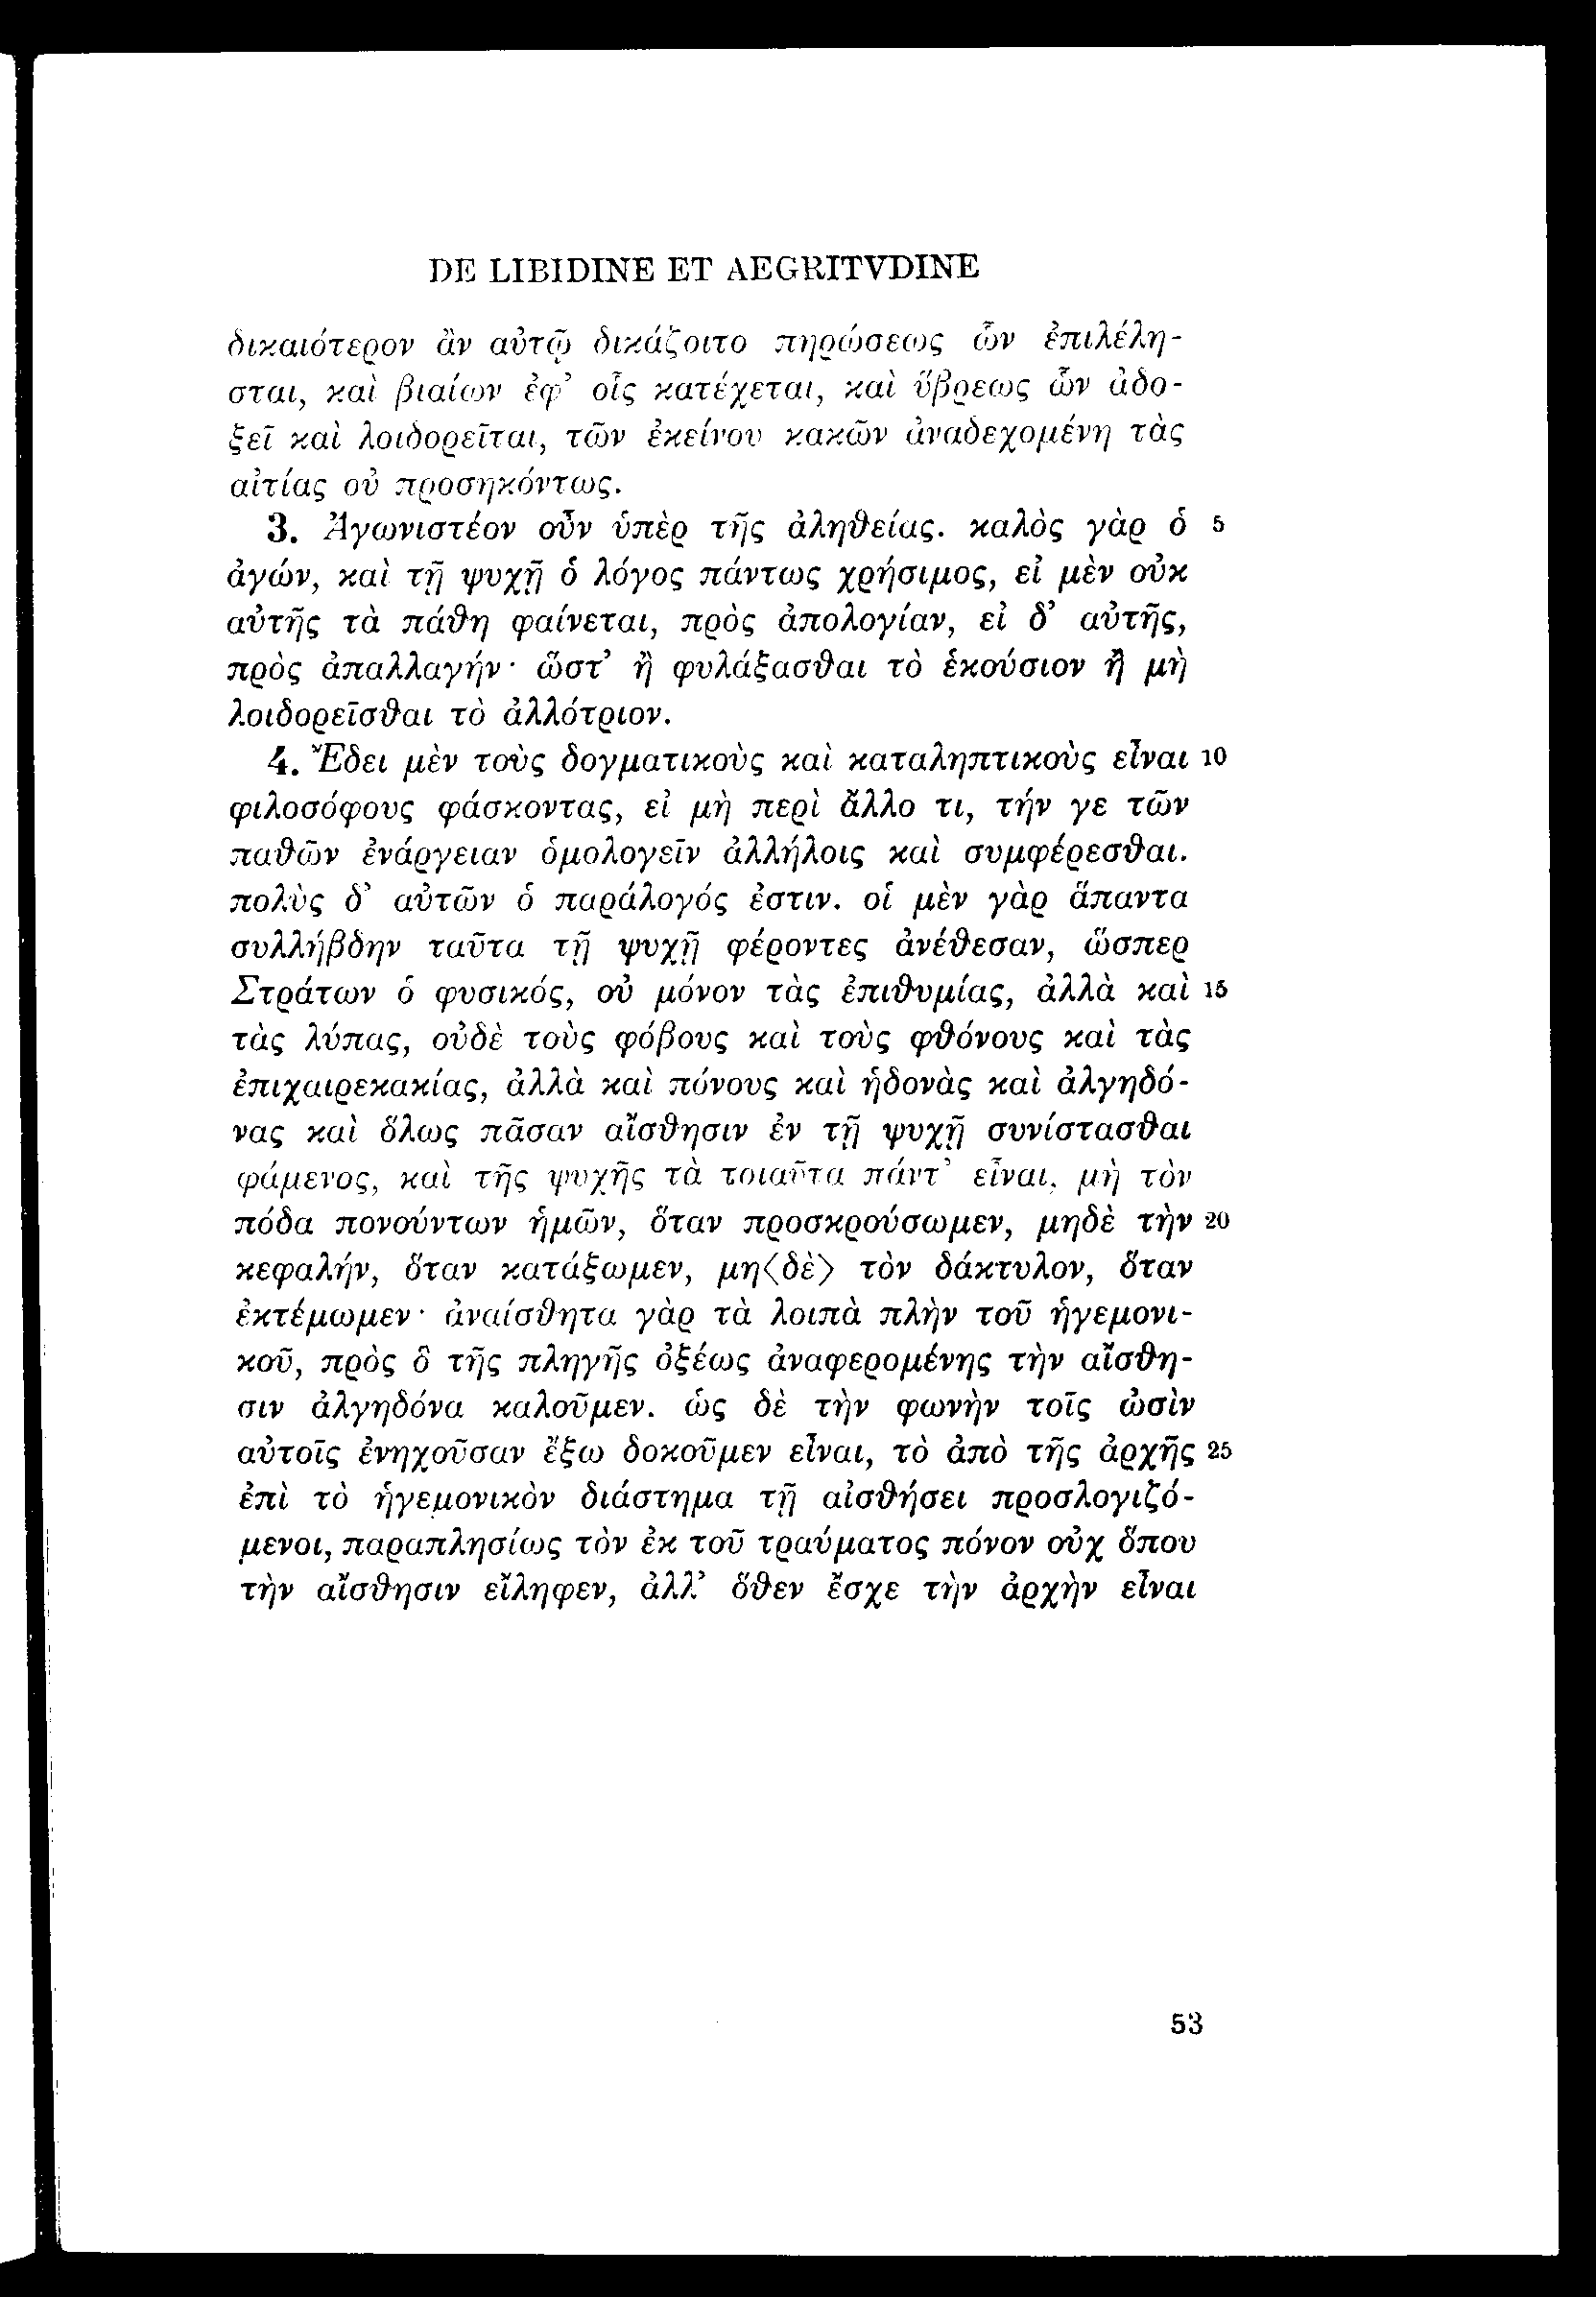 DE LIBIDINE ET AEGRITVDINE
δικαιότερον ἂν αὐτῷ δικάζοιτο πηρώσεως ὧν ἐπιλέλη-
σται, καὶ βιαίων ἐφ’ οἷς κατέχεται, καὶ ὕβρεως ὧν ἀδο-
ξεῖ καὶ λοιδορεῖται, τῶν ἐκείνου κακῶν ἀναδεχομένη τὰς
αἰτίας οὐ προσηκόντως.
3. Ἀγωνιστέον οὖν ὑπὲρ τῆς ἀληθείας. καλὸς γὰρ ὁ 5
ἀγών, καὶ τῇ ψυχῇ ὁ λόγος πάντως χρήσιμος, εἰ μὲν οὐκ
αὐτῆς τὰ πάθη φαίνεται, πρὸς ἀπολογίαν, εἰ δ’ αὐτῆς,
πρὸς ἀπαλλαγήν· ὥστ’ ἢ φυλάξασθαι τὸ ἑκούσιον ἢ μὴ
λοιδορεῖσθαι τὸ ἀλλότριον.
4. Ἔδει μὲν τοὺς δογματικοὺς καὶ καταληπτικοὺς εἶναι 10
φιλοσόφους φάσκοντας, εἰ μὴ περὶ ἄλλο τι, τήν γε τῶν
παθῶν ἐνάργειαν ὁμολογεῖν ἀλλήλοις καὶ συμφέρεσθαι.
πολὺς δ’ αὐτῶν ὁ παράλογός ἐστιν. οἱ μὲν γὰρ ἅπαντα
συλλήβδην ταῦτα τῇ ψυχῇ φέροντες ἀνέθεσαν, ὥσπερ
Στράτων ὁ φυσικός, οὐ μόνον τὰς ἐπιθυμίας, ἀλλὰ καὶ 15
τὰς λύπας, οὐδὲ τοὺς φόβους καὶ τοὺς φθόνους καὶ τὰς
ἐπιχαιρεκακίας, ἀλλὰ καὶ πόνους καὶ ἡδονὰς καὶ ἀλγηδό-
νας καὶ ὅλως πᾶσαν αἴσθησιν ἐν τῇ ψυχῇ συνίστασθαι
φάμενος, καὶ τῆς ψυχῆς τὰ τοιαῦτα πάντ’ εἶναι, μὴ τὸν
πόδα πονούντων ἡμῶν, ὅταν προσκρούσωμεν, μηδὲ τὴν 20
κεφαλήν, ὅταν κατάξωμεν, μη⟨δὲ⟩ τὸν δάκτυλον, ὅταν
ἐκτέμωμεν· ἀναίσθητα γὰρ τὰ λοιπὰ πλὴν τοῦ ἡγεμονι-
κοῦ, πρὸς ὃ τῆς πληγῆς ὀξέως ἀναφερομένης τὴν αἴσθη-
σιν ἀλγηδόνα καλοῦμεν. ὡς δὲ τὴν φωνὴν τοῖς ὠσὶν
αὐτοῖς ἐνηχοῦσαν ἔξω δοκοῦμεν εἶναι, τὸ ἀπὸ τῆς ἀρχῆς 25
ἐπὶ τὸ ἡγεμονικὸν διάστημα τῇ αἰσθήσει προσλογιζό-
μενοι, παραπλησίως τὸν ἐκ τοῦ τραύματος πόνον οὐχ ὅπου
τὴν αἴσθησιν εἴληφεν, ἀλλ’ ὅθεν ἔσχε τὴν ἀρχὴν εἶναι
53